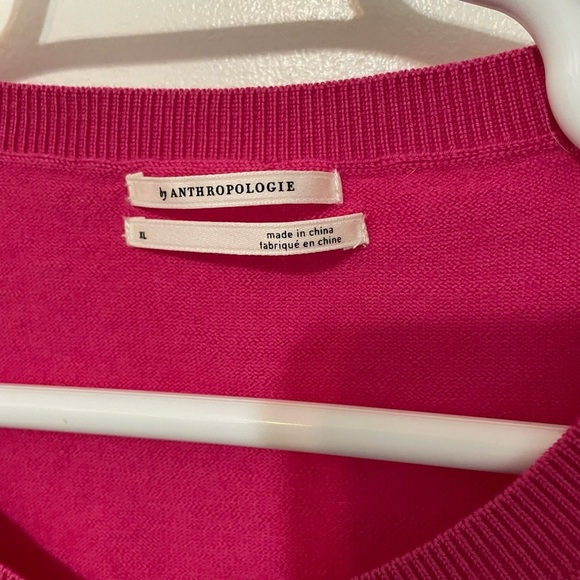 by ANTHROPOLOGIE
XL
made in china
fabriqué en chine